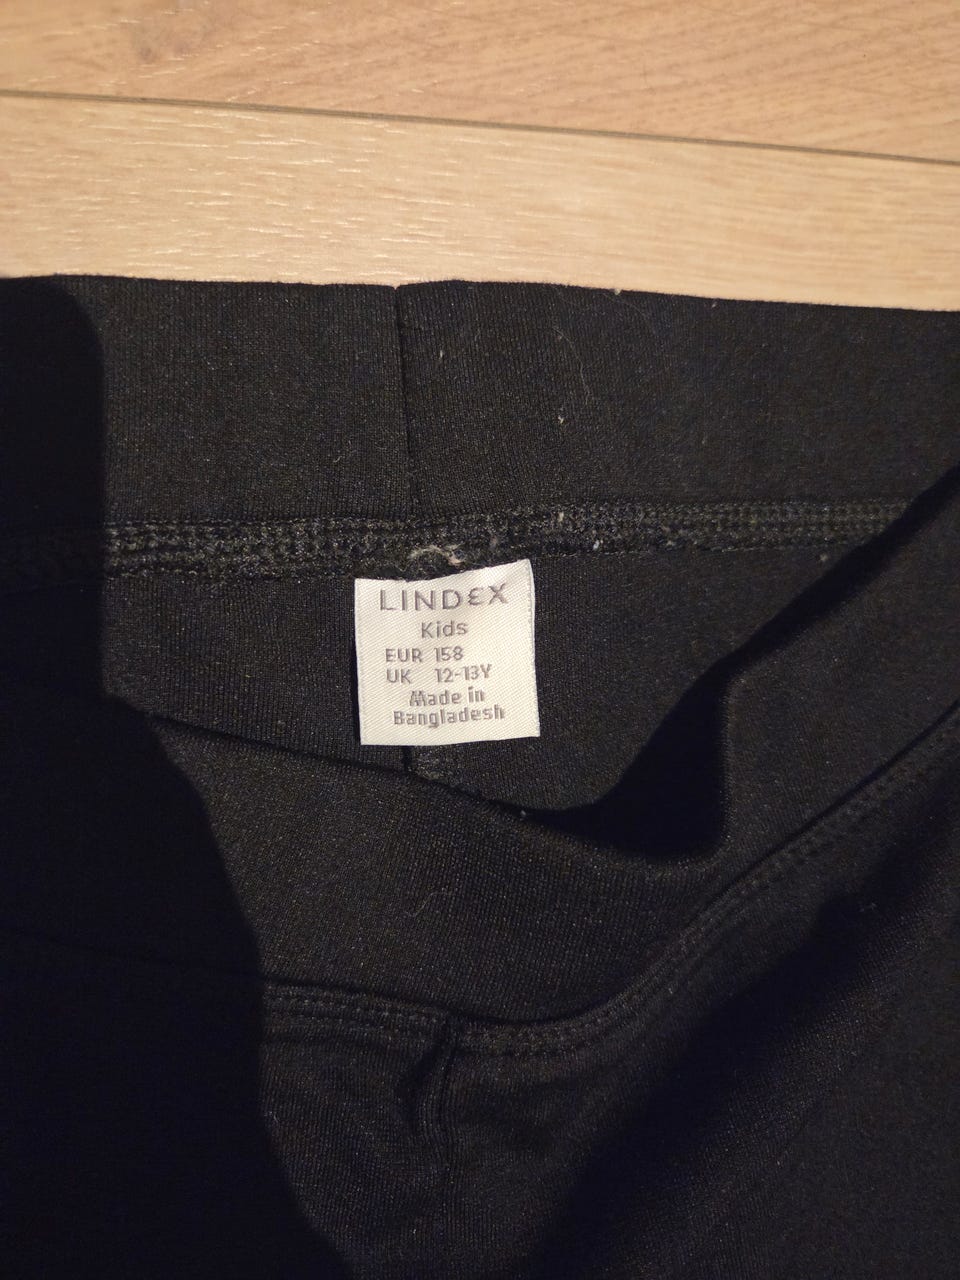 LINDEX
Kids
EUR 158
UK 12-13Y
Made in
Bangladesh